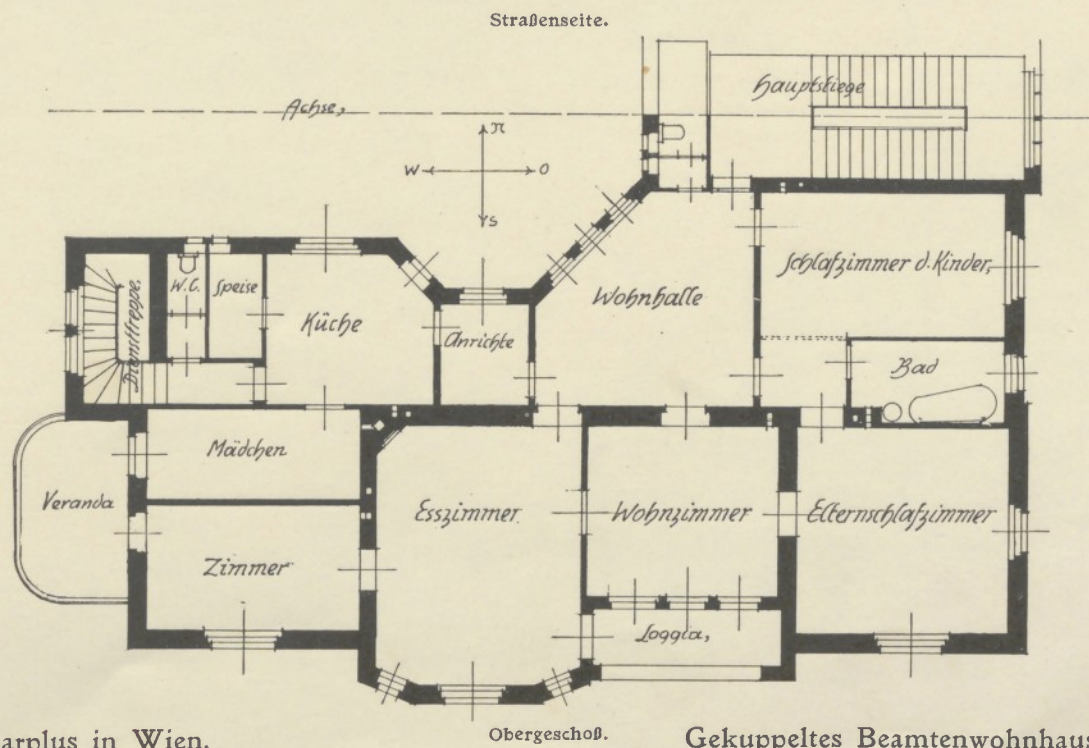 Straßenseite.
Hauptstiege
Achse,
N
W O
S
Schlafzimmer d. Kinder,
Dienstreppe,
W.C.
Speise
Küche
Anrichte
Wohnhalle
Bad
Mädchen
Veranda
Esszimmer
Wohnzimmer
Elternschlafzimmer
Zimmer
Loggia,
arplus in Wien.
Obergeschoß.
Gekuppeltes Beamtenwohnhaus